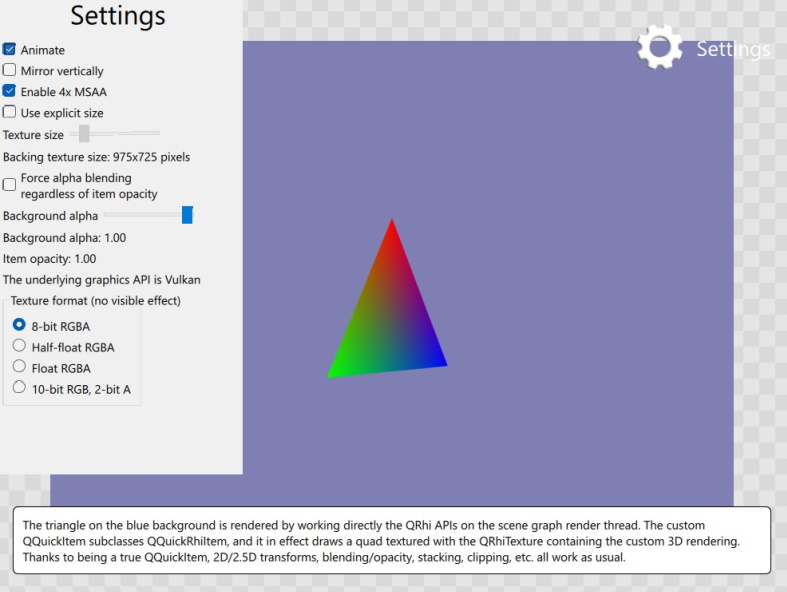 Settings
Animate
Mirror vertically
Enable 4x MSAA
Use explicit size
Texture size
Backing texture size: 975x725 pixels
Force alpha blending
regardless of item opacity
Background alpha
Background alpha: 1.00
Item opacity: 1.00
The underlying graphics API is Vulkan
Texture format (no visible effect)
8-bit RGBA
Half-float RGBA
Float RGBA
10-bit RGB, 2-bit A
Settings
The triangle on the blue background is rendered by working directly the QRhi APIs on the scene graph render thread. The custom
QQuickItem subclasses QQuickRhiItem, and it in effect draws a quad textured with the QRhiTexture containing the custom 3D rendering.
Thanks to being a true QQuickItem, 2D/2.5D transforms, blending/opacity, stacking, clipping, etc. all work as usual.